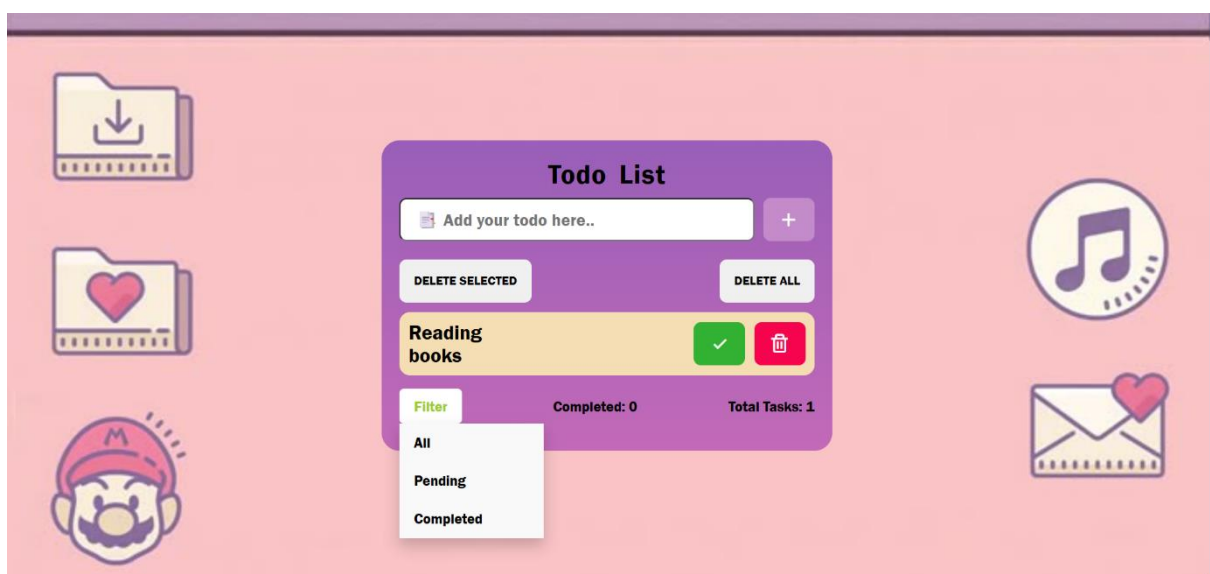 Todo List
Add your todo here..
+
DELETE SELECTED
DELETE ALL
Reading
books
Filter
Completed: 0
Total Tasks: 1
All
Pending
Completed
M